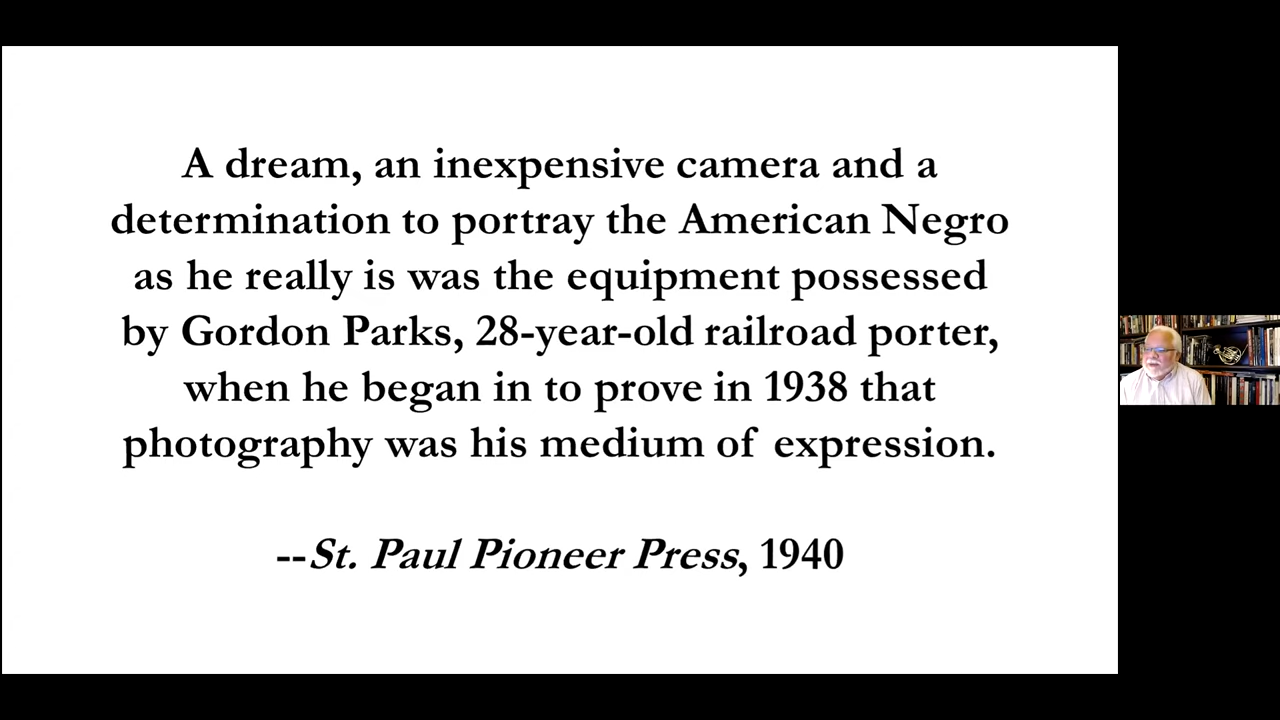 A dream, an inexpensive camera and a
determination to portray the American Negro
as he really is was the equipment possessed
by Gordon Parks, 28-year-old railroad porter,
when he began in to prove in 1938 that
photography was his medium of expression.
--St. Paul Pioneer Press, 1940